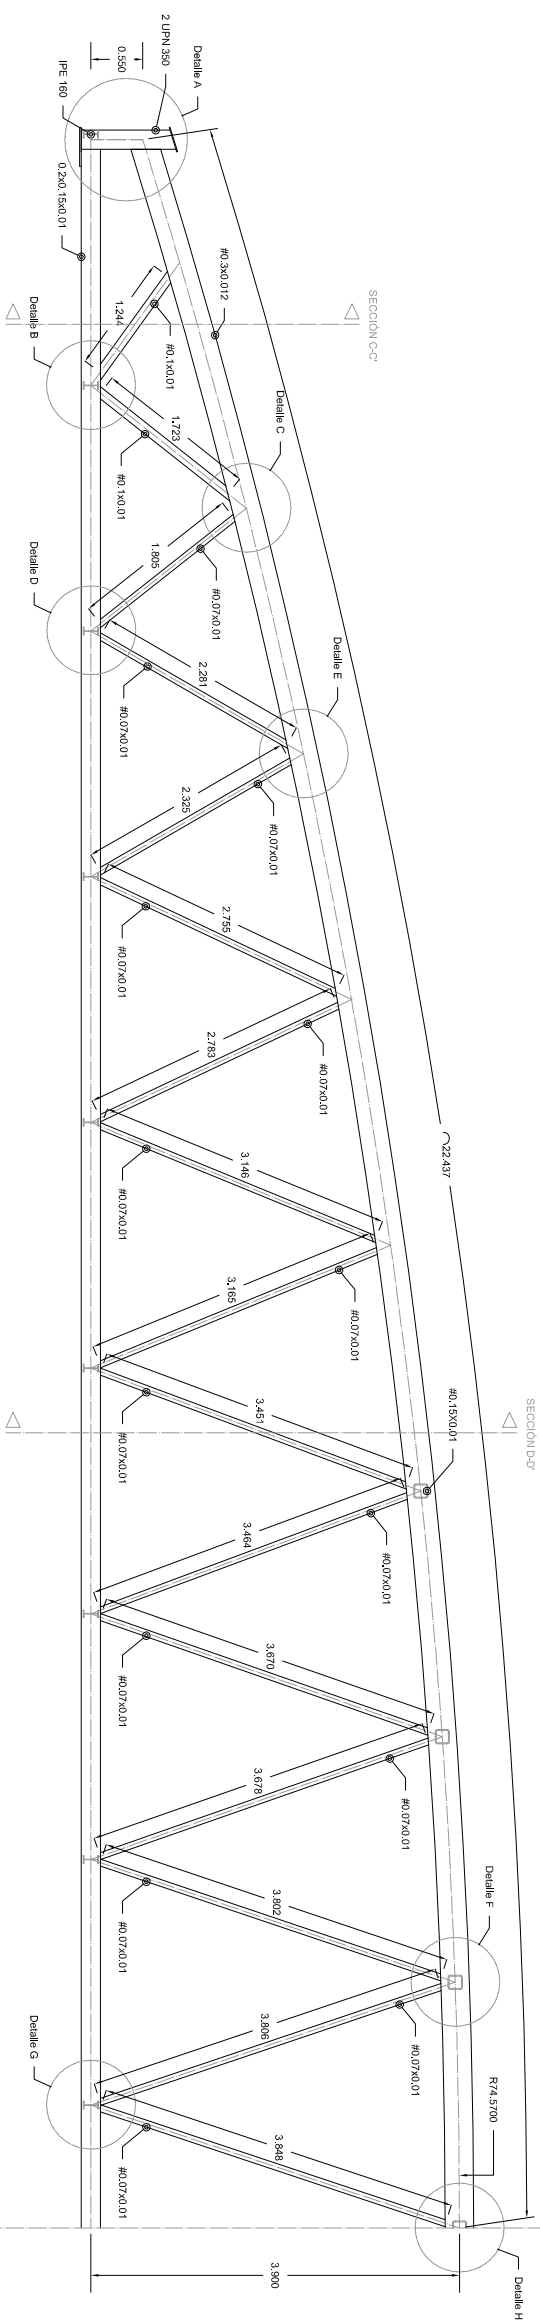 2 UPN 350
0.550
IPE 160
Detalle A
0.2x0.15x0.01
#0.3x0.012
SECCIÓN C-C'
#0.1x0.01
1.244
Detalle B
1.723
#0.1x0.01
Detalle C
1.805
#0.07x0.01
Detalle D
2.281
#0.07x0.01
Detalle E
2.325
#0.07x0.01
2.755
#0.07x0.01
2.783
#0.07x0.01
22.437
3.146
#0.07x0.01
3.165
#0.07x0.01
3.451
#0.07x0.01
SECCIÓN D-D'
#0.15X0.01
3.464
#0.07x0.01
3.670
#0.07x0.01
3.678
#0.07x0.01
3.802
#0.07x0.01
Detalle F
3.806
#0.07x0.01
Detalle G
3.848
#0.07x0.01
R74.5700
3.900
Detalle H